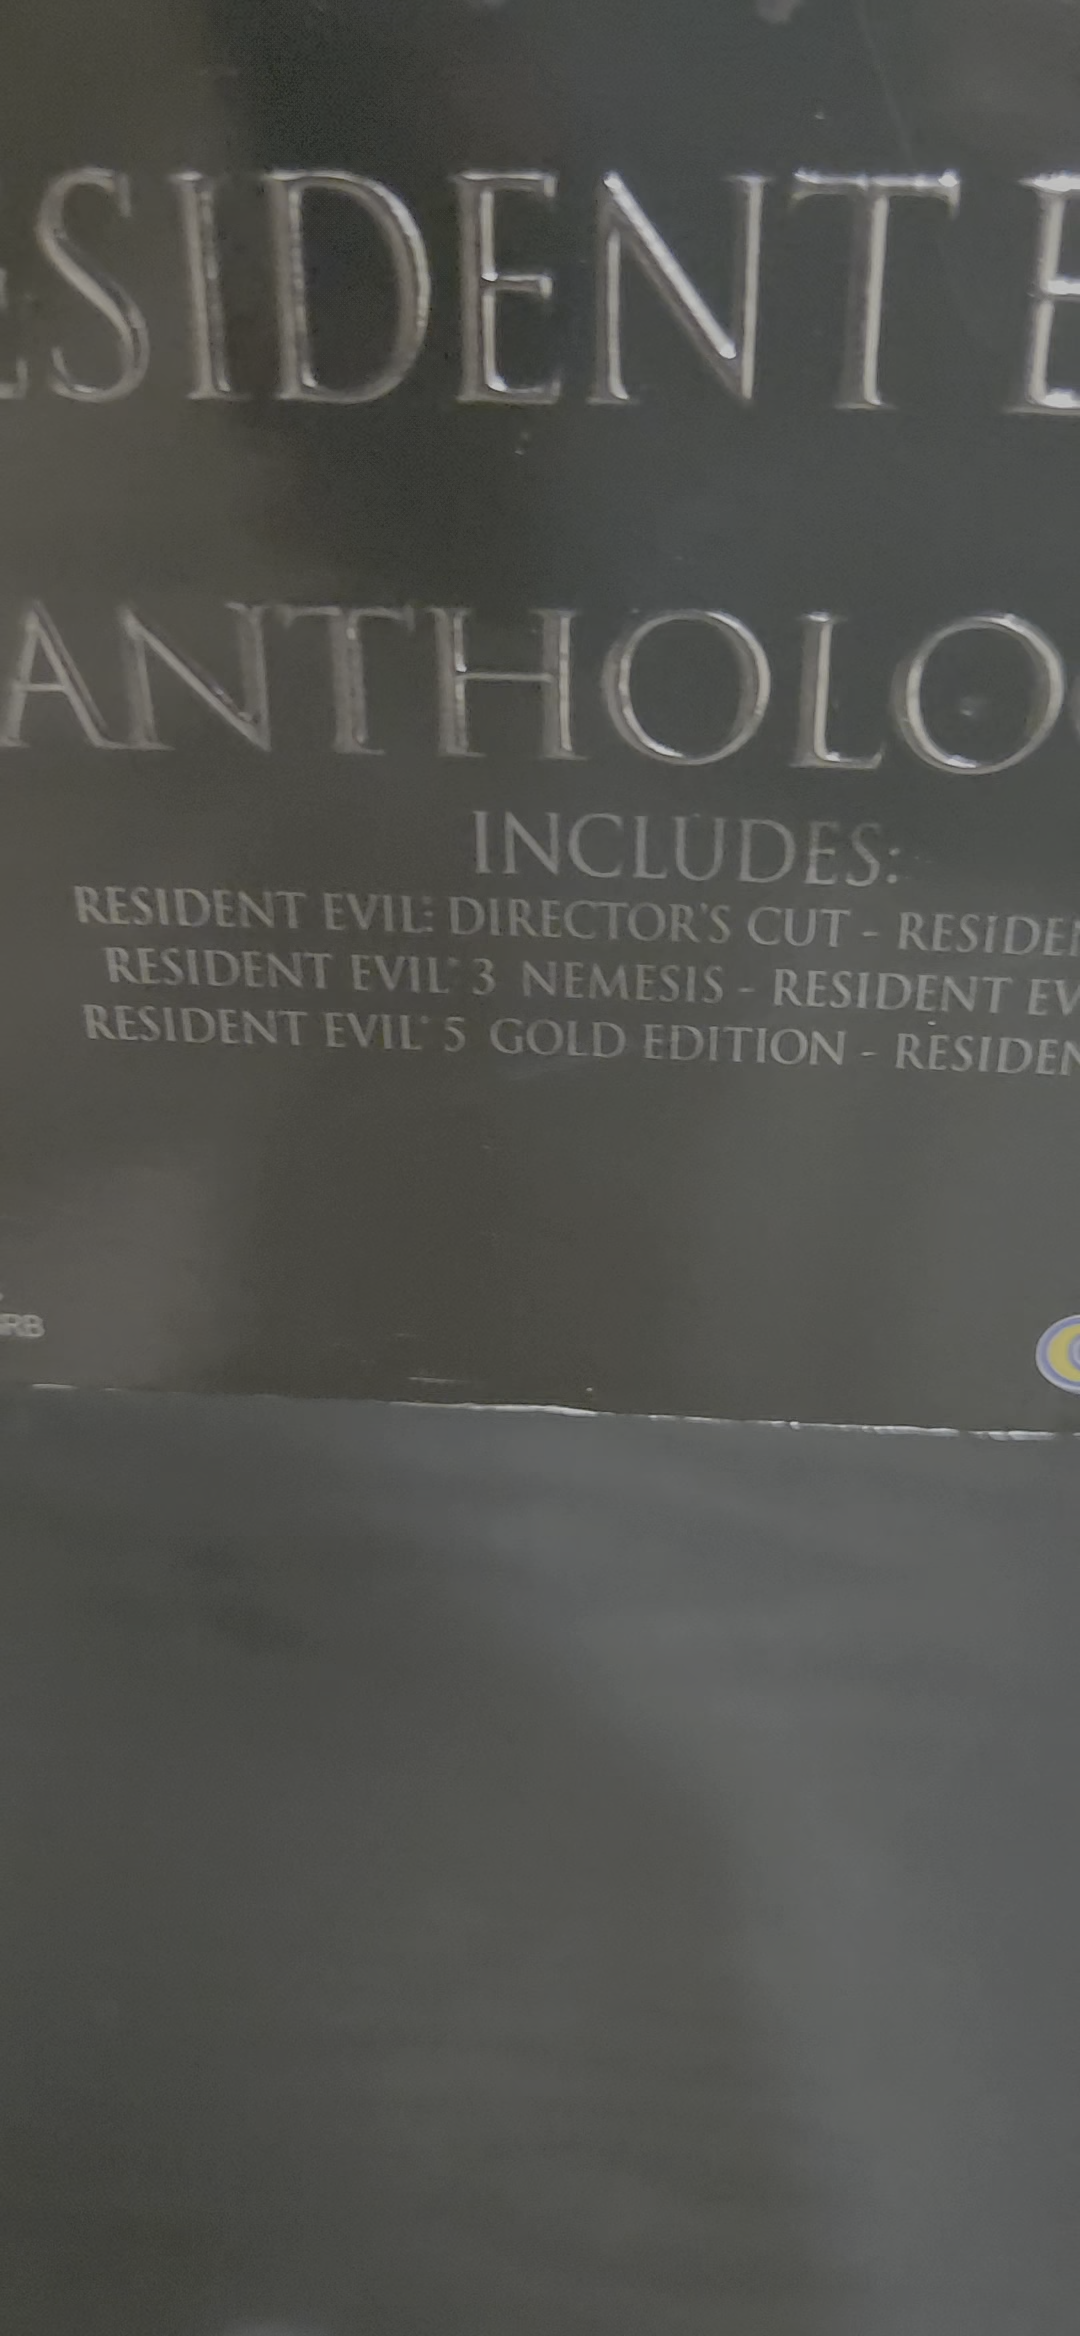 ESIDENT E
ANTHOLO
INCLUDES:
RESIDENT EVIL: DIRECTOR'S CUT - RESIDEN
RESIDENT EVIL® 3 NEMESIS - RESIDENT EV
RESIDENT EVIL® 5 GOLD EDITION - RESIDEN
RB